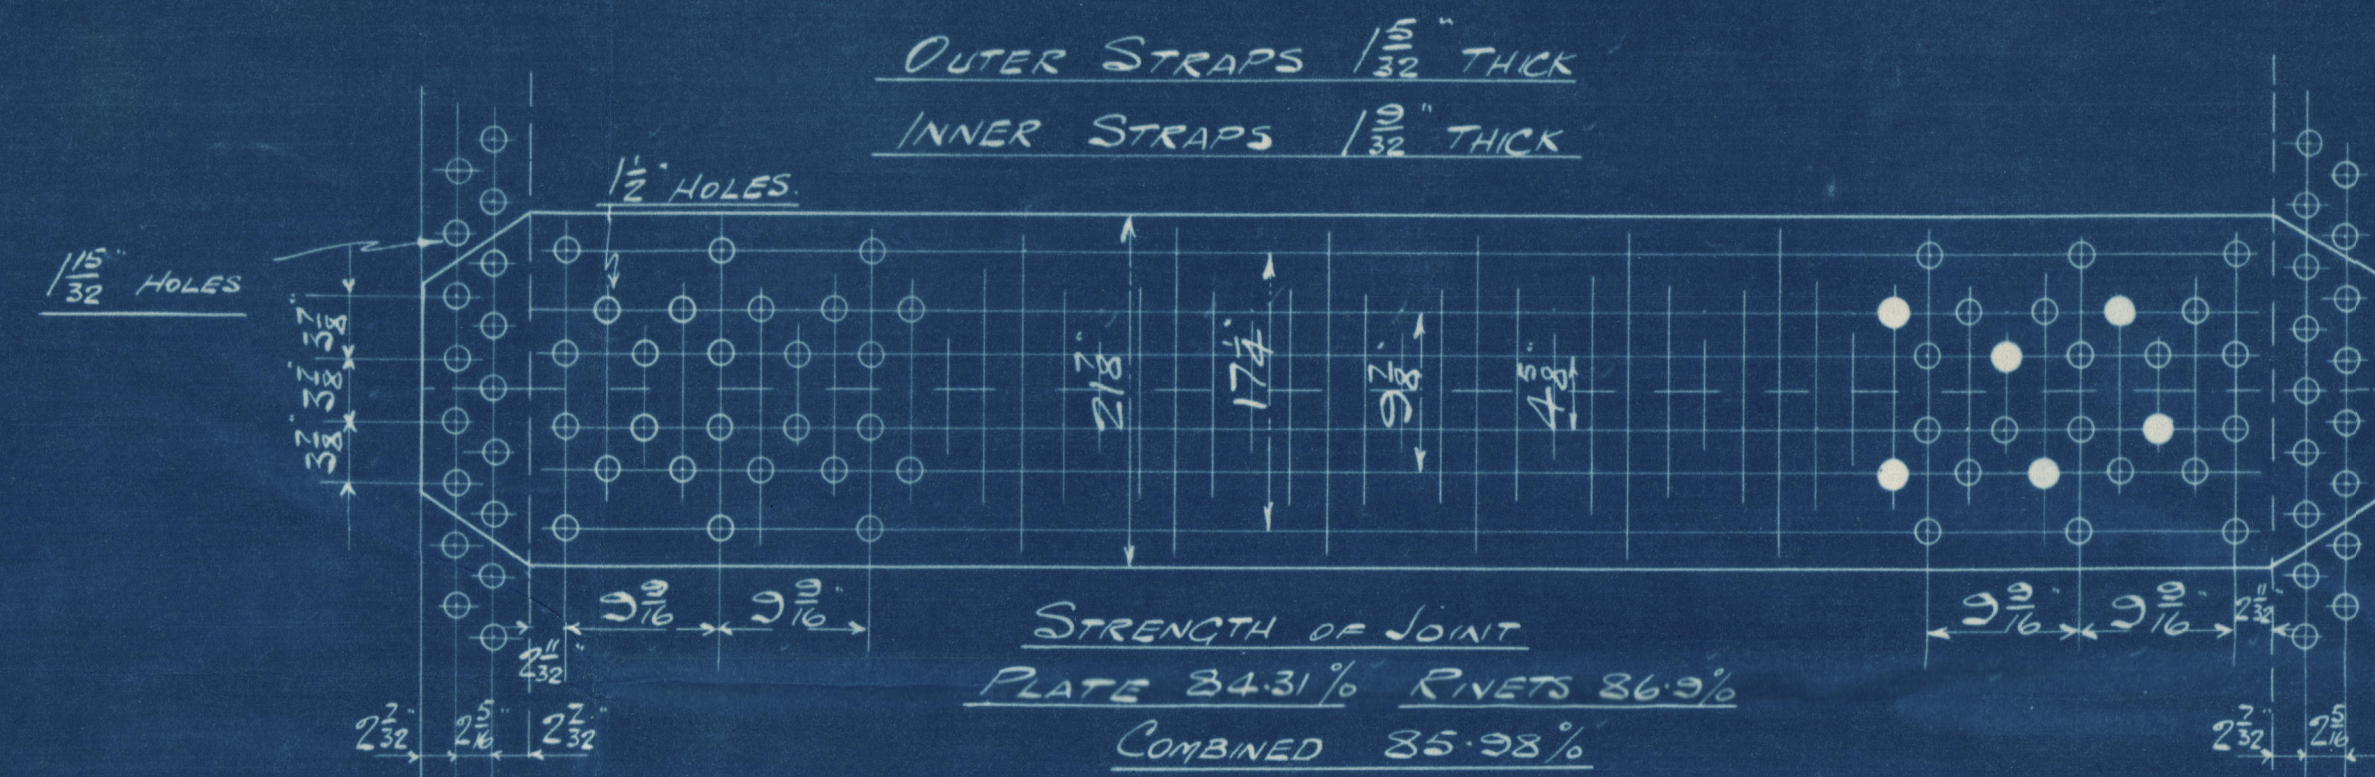 OUTER STRAPS 1 5/32" THICK
INNER STRAPS 1 9/32" THICK
1 1/2" HOLES.
1 15/32" HOLES
3 7/8"
3 7/8"
3 7/8"
21 7/8"
17 1/4"
9 7/8"
4 5/8"
9 9/16"
9 9/16"
9 9/16"
9 9/16"
2 11/32"
2 11/32"
STRENGTH OF JOINT
PLATE 84.31% RIVETS 86.9%
COMBINED 85.98%
2 7/32"
2 5/16"
2 7/32"
2 7/32"
2 5/16